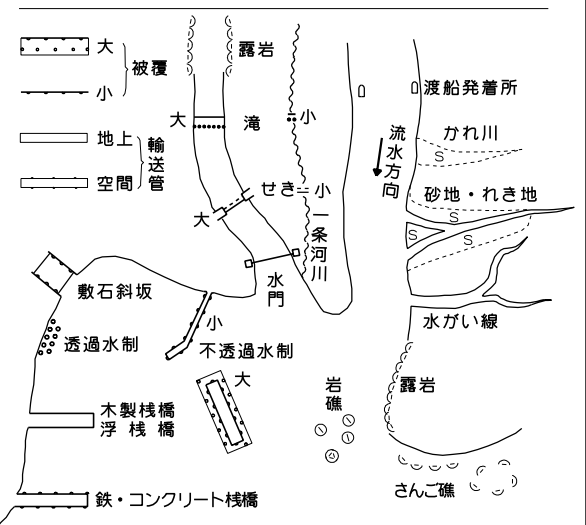 大
小
被覆
地上
空間
輸送管
露岩
大
滝
小
せき
小
大
一条河川
水門
渡船発着所
流水方向
かれ川
S
砂地・れき地
S
S
S
水がい線
敷石斜坂
透過水制
小
不透過水制
大
木製桟橋
浮桟橋
鉄・コンクリート桟橋
岩礁
露岩
さんご礁